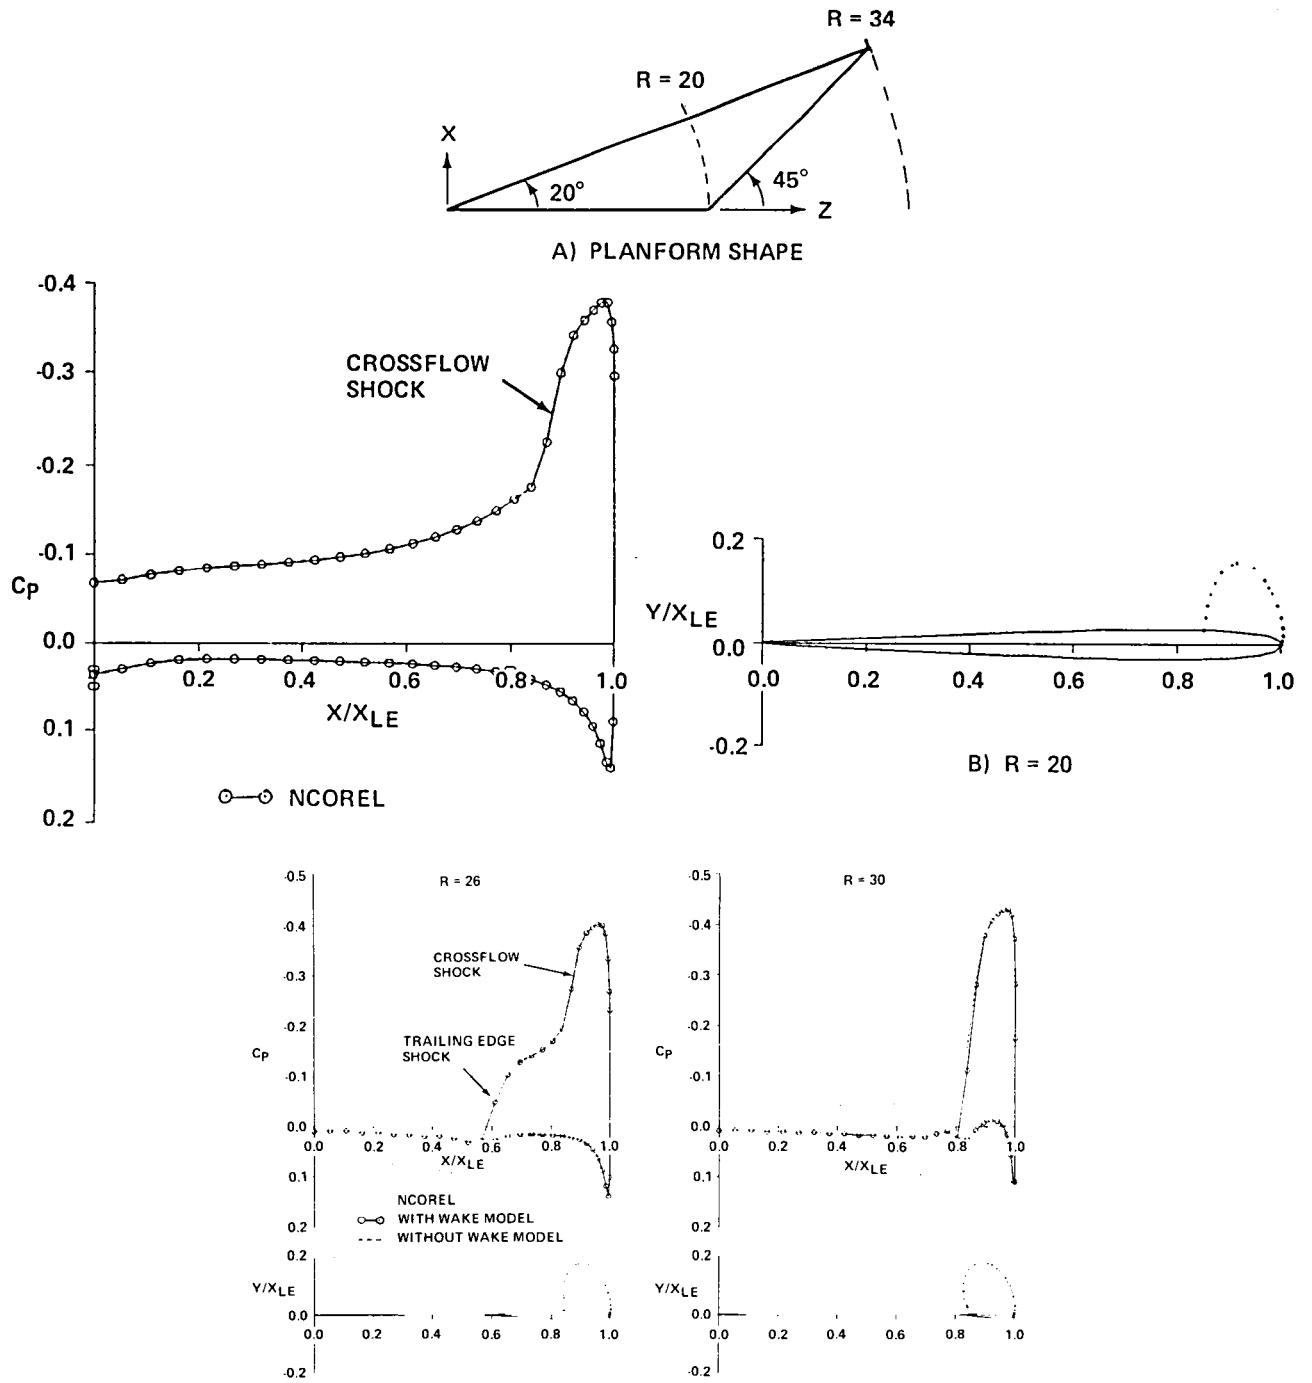 R = 34
R = 20
X
20°
45°
Z
A) PLANFORM SHAPE
-0.4
-0.3
-0.2
-0.1
CP
0.0
0.1
0.2
CROSSFLOW
SHOCK
0.2 0.4 0.6 0.8 1.0
X/XLE
NCOREL
0.2
Y/XLE
0.0
-0.2
0.0 0.2 0.4 0.6 0.8 1.0
B) R = 20
R = 26
-0.5
-0.4
-0.3
-0.2
-0.1
CP
0.0
0.1
0.2
CROSSFLOW
SHOCK
TRAILING EDGE
SHOCK
0.0 0.2 0.4 0.6 0.8 1.0
X/XLE
NCOREL
WITH WAKE MODEL
WITHOUT WAKE MODEL
0.2
Y/XLE
0.0
-0.2
0.0 0.2 0.4 0.6 0.8 1.0
R = 30
-0.5
-0.4
-0.3
-0.2
-0.1
CP
0.0
0.1
0.2
0.0 0.2 0.4 0.6 0.8 1.0
X/XLE
0.2
Y/XLE
0.0
-0.2
0.0 0.2 0.4 0.6 0.8 1.0